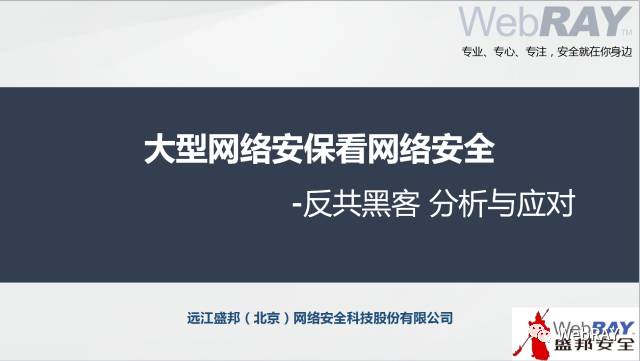 WebRAY TM
专业、专心、专注，安全就在你身边
大型网络安保看网络安全
-反共黑客 分析与应对
远江盛邦（北京）网络安全科技股份有限公司
WebRAY
WebRAY
盛邦安全